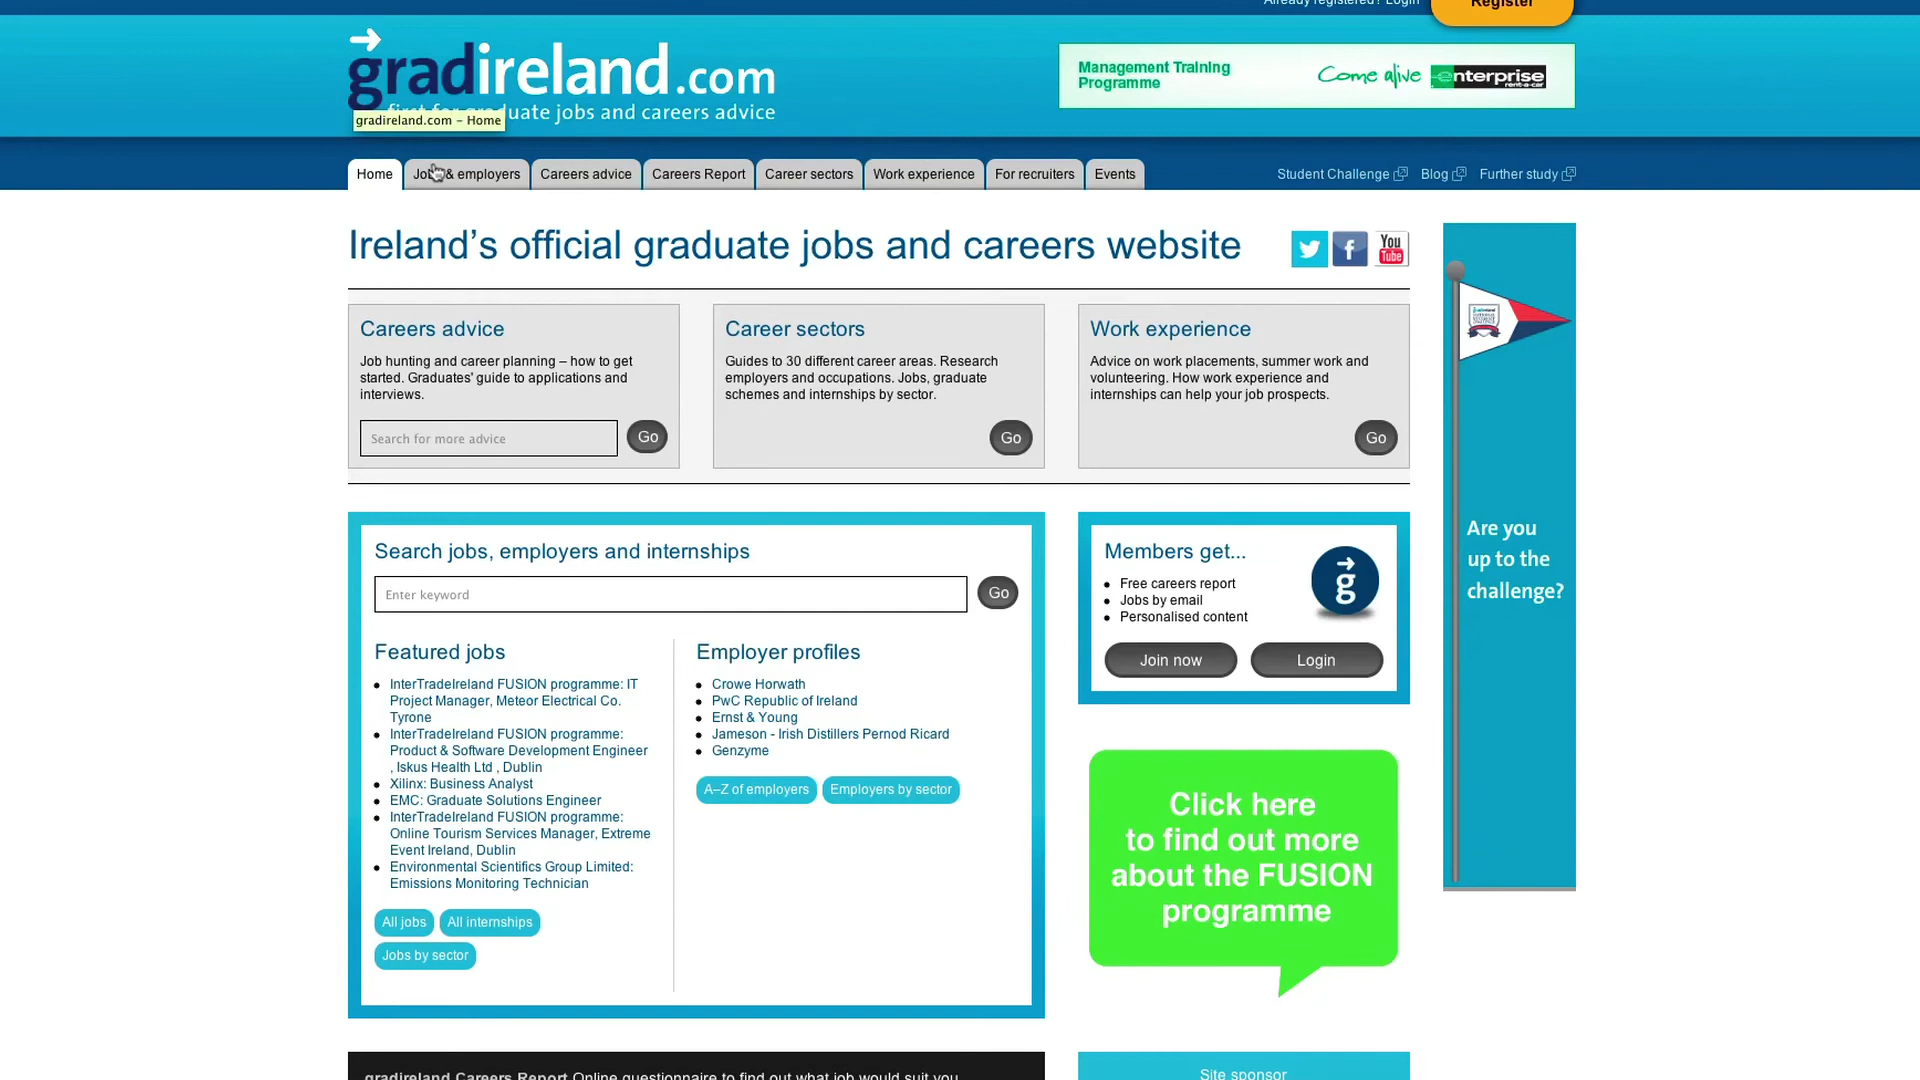 Already registered? Login
Register
gradireland.com
first for graduate jobs and careers advice
gradireland.com – Home
Management Training
Programme
Come alive
enterprise
rent-a-car
Home
Jobs & employers
Careers advice
Careers Report
Career sectors
Work experience
For recruiters
Events
Student Challenge
Blog
Further study
Ireland’s official graduate jobs and careers website
You
Tube
Careers advice
Job hunting and career planning – how to get
started. Graduates' guide to applications and
interviews.
Search for more advice
Go
Career sectors
Guides to 30 different career areas. Research
employers and occupations. Jobs, graduate
schemes and internships by sector.
Go
Work experience
Advice on work placements, summer work and
volunteering. How work experience and
internships can help your job prospects.
Go
Search jobs, employers and internships
Enter keyword
Go
Featured jobs
InterTradeIreland FUSION programme: IT
Project Manager, Meteor Electrical Co.
Tyrone
InterTradeIreland FUSION programme:
Product & Software Development Engineer
, Iskus Health Ltd , Dublin
Xilinx: Business Analyst
EMC: Graduate Solutions Engineer
InterTradeIreland FUSION programme:
Online Tourism Services Manager, Extreme
Event Ireland, Dublin
Environmental Scientifics Group Limited:
Emissions Monitoring Technician
All jobs
All internships
Jobs by sector
Employer profiles
Crowe Horwath
PwC Republic of Ireland
Ernst & Young
Jameson - Irish Distillers Pernod Ricard
Genzyme
A–Z of employers
Employers by sector
Members get...
Free careers report
Jobs by email
Personalised content
g
Join now
Login
Click here
to find out more
about the FUSION
programme
Are you
up to the
challenge?
gradireland Careers Report Online questionnaire to find out what job would suit you
Site sponsor